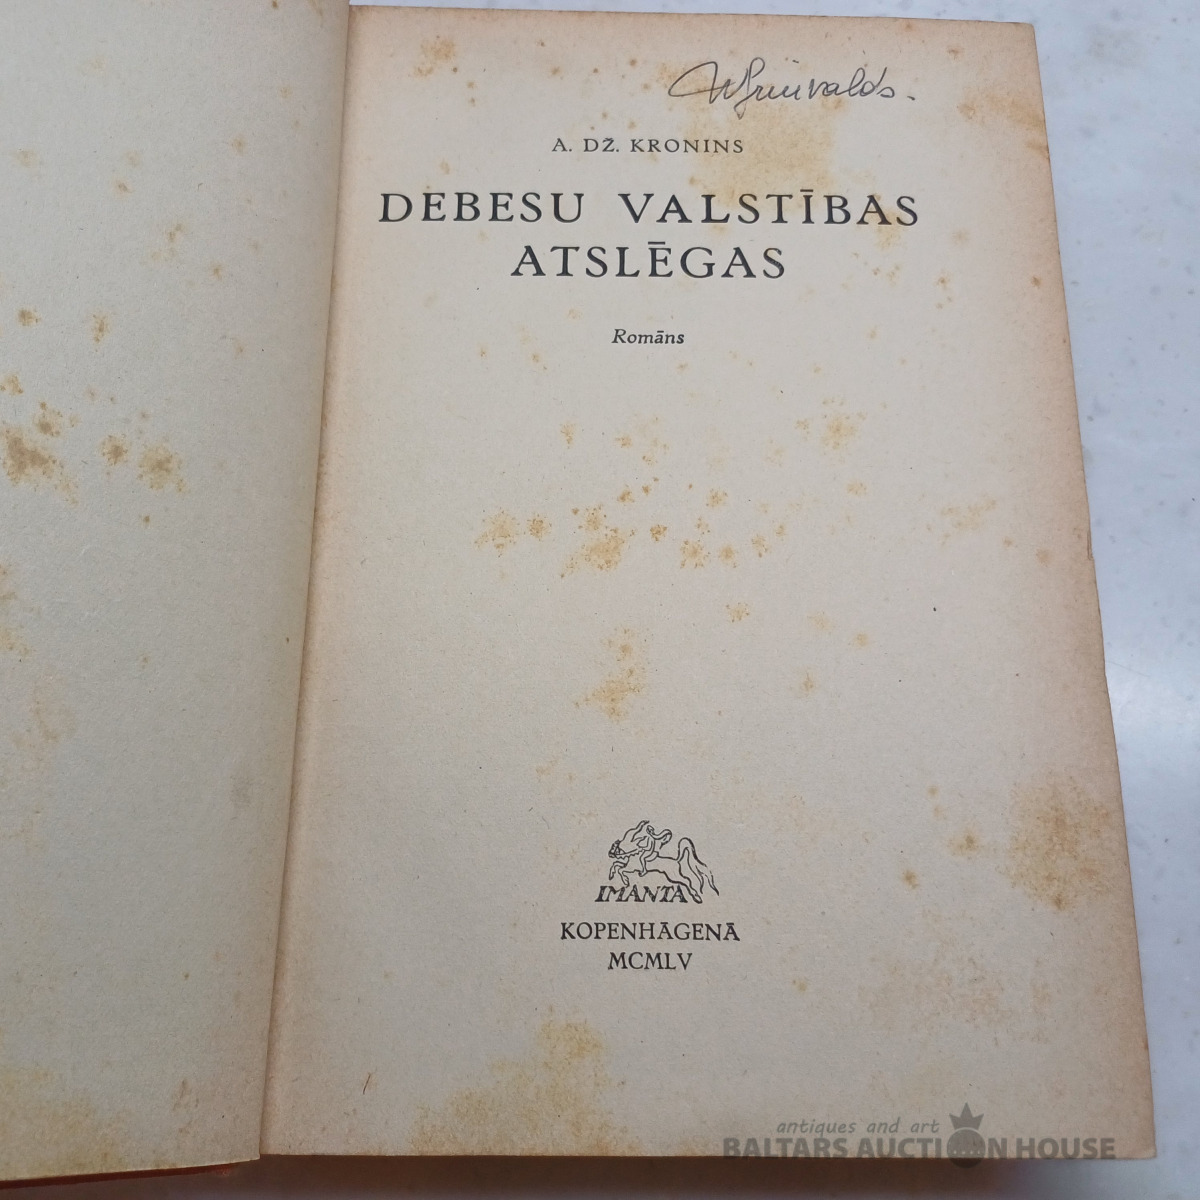 A. DŽ. KRONINS
DEBESU VALSTĪBAS
ATSLĒGAS
Romāns
IMANTA
KOPENHĀGENĀ
MCMLV
antiques and art
BALTARS AUCTION HOUSE